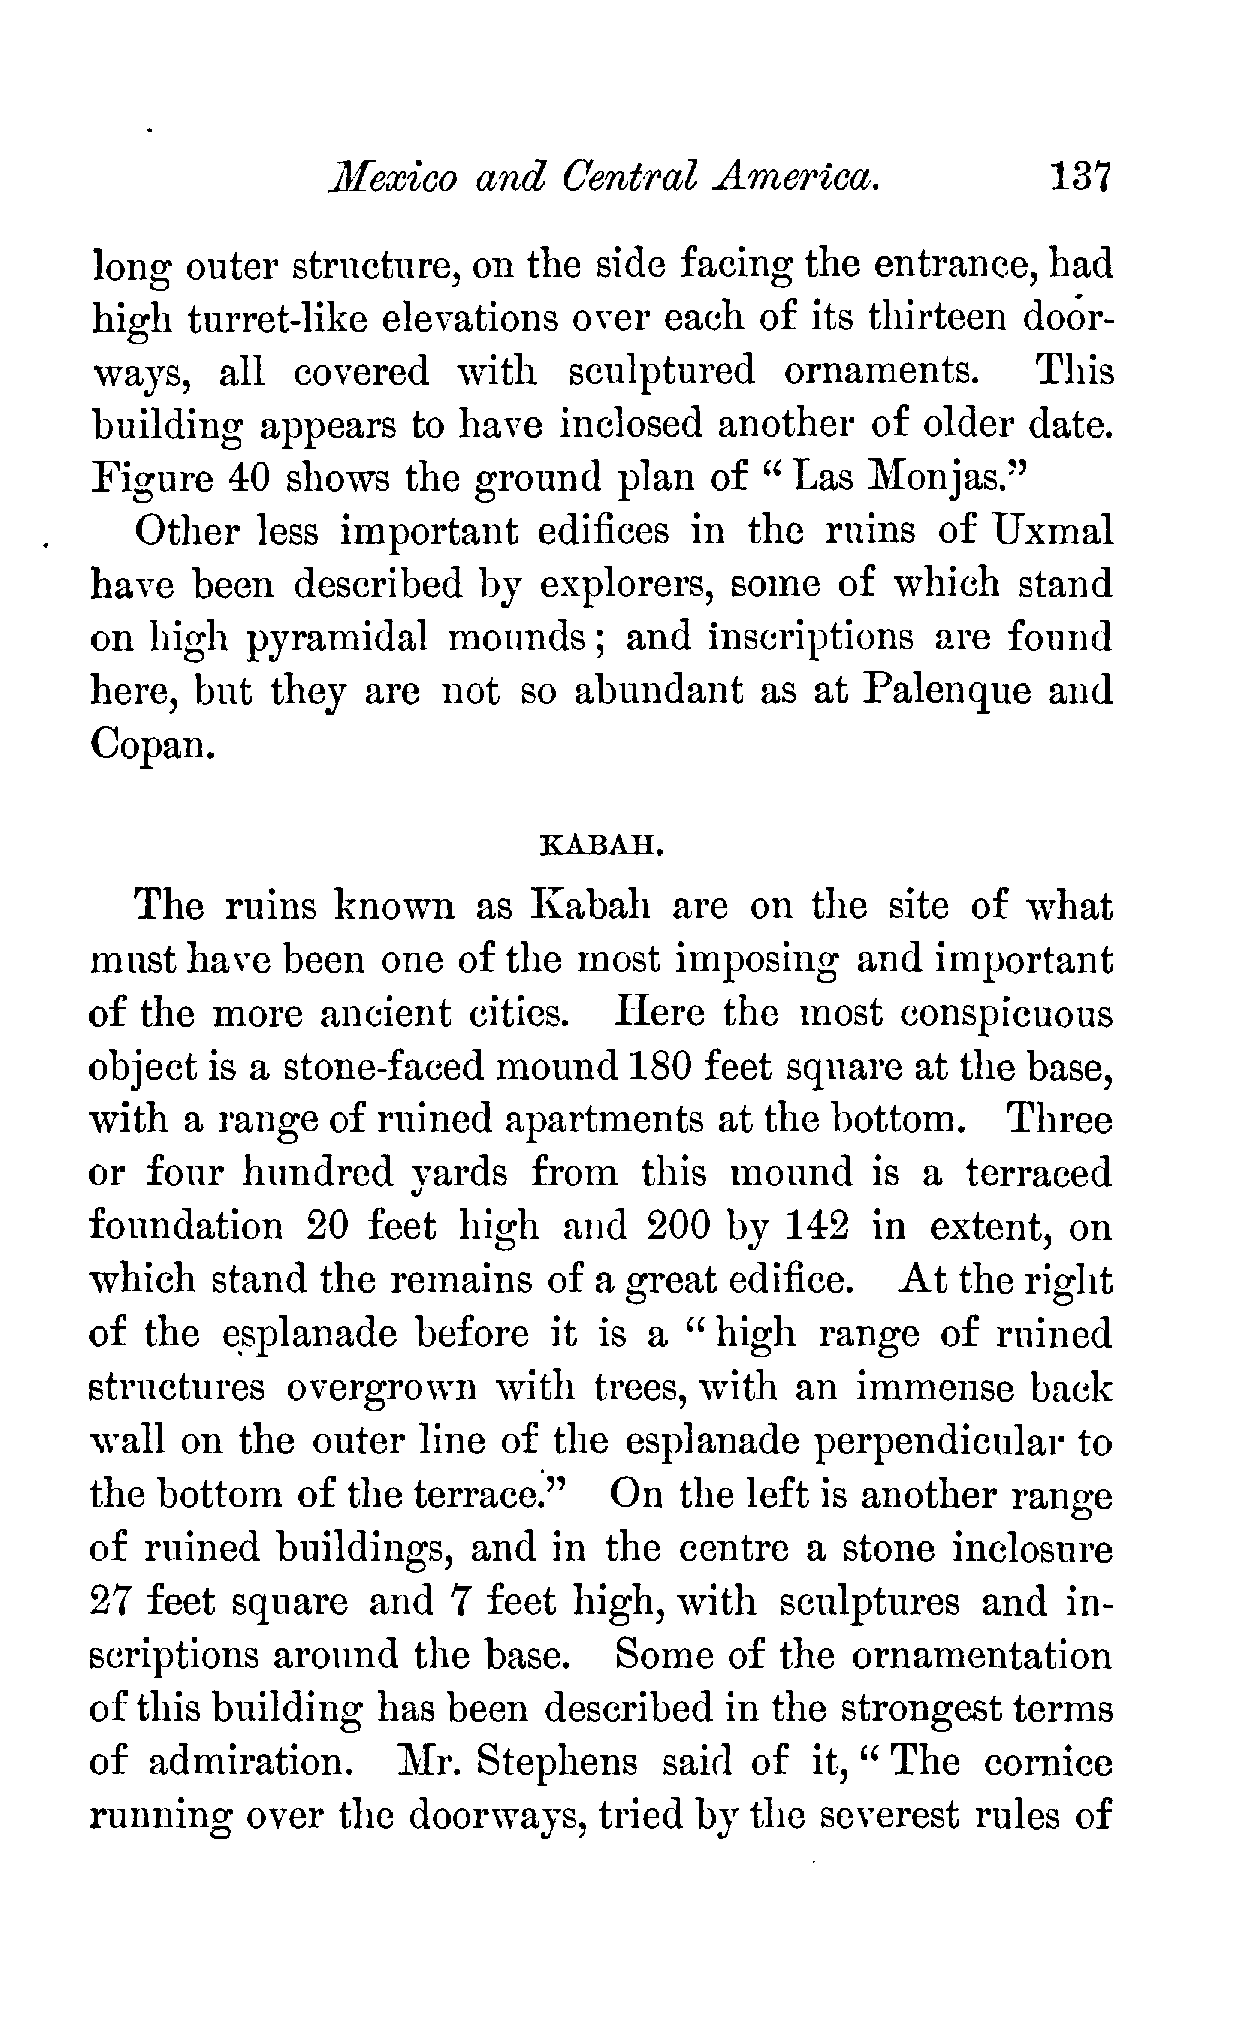 Mexico and Central America. 137
long outer structure, on the side facing the entrance, had
high turret-like elevations over each of its thirteen door-
ways, all covered with sculptured ornaments. This
building appears to have inclosed another of older date.
Figure 40 shows the ground plan of “ Las Monjas.”
Other less important edifices in the ruins of Uxmal
have been described by explorers, some of which stand
on high pyramidal mounds ; and inscriptions are found
here, but they are not so abundant as at Palenque and
Copan.
KABAH.
The ruins known as Kabah are on the site of what
must have been one of the most imposing and important
of the more ancient cities. Here the most conspicuous
object is a stone-faced mound 180 feet square at the base,
with a range of ruined apartments at the bottom. Three
or four hundred yards from this mound is a terraced
foundation 20 feet high and 200 by 142 in extent, on
which stand the remains of a great edifice. At the right
of the esplanade before it is a “ high range of ruined
structures overgrown with trees, with an immense back
wall on the outer line of the esplanade perpendicular to
the bottom of the terrace.” On the left is another range
of ruined buildings, and in the centre a stone inclosure
27 feet square and 7 feet high, with sculptures and in-
scriptions around the base. Some of the ornamentation
of this building has been described in the strongest terms
of admiration. Mr. Stephens said of it, “ The cornice
running over the doorways, tried by the severest rules of